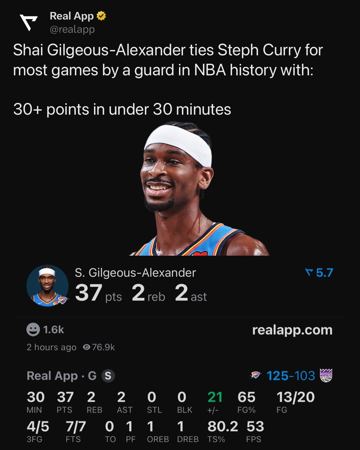 Real App
@realapp
Shai Gilgeous-Alexander ties Steph Curry for
most games by a guard in NBA history with:
30+ points in under 30 minutes
S. Gilgeous-Alexander
5.7
37 pts 2 reb 2 ast
1.6k
realapp.com
2 hours ago 76.9k
Real App · G S
125-103
30 37 2 2 0 0 21 65 13/20
MIN PTS REB AST STL BLK +/- FG% FG
4/5 7/7 0 1 1 1 80.2 53
3FG FTS TO PF OREB DREB TS% FPS